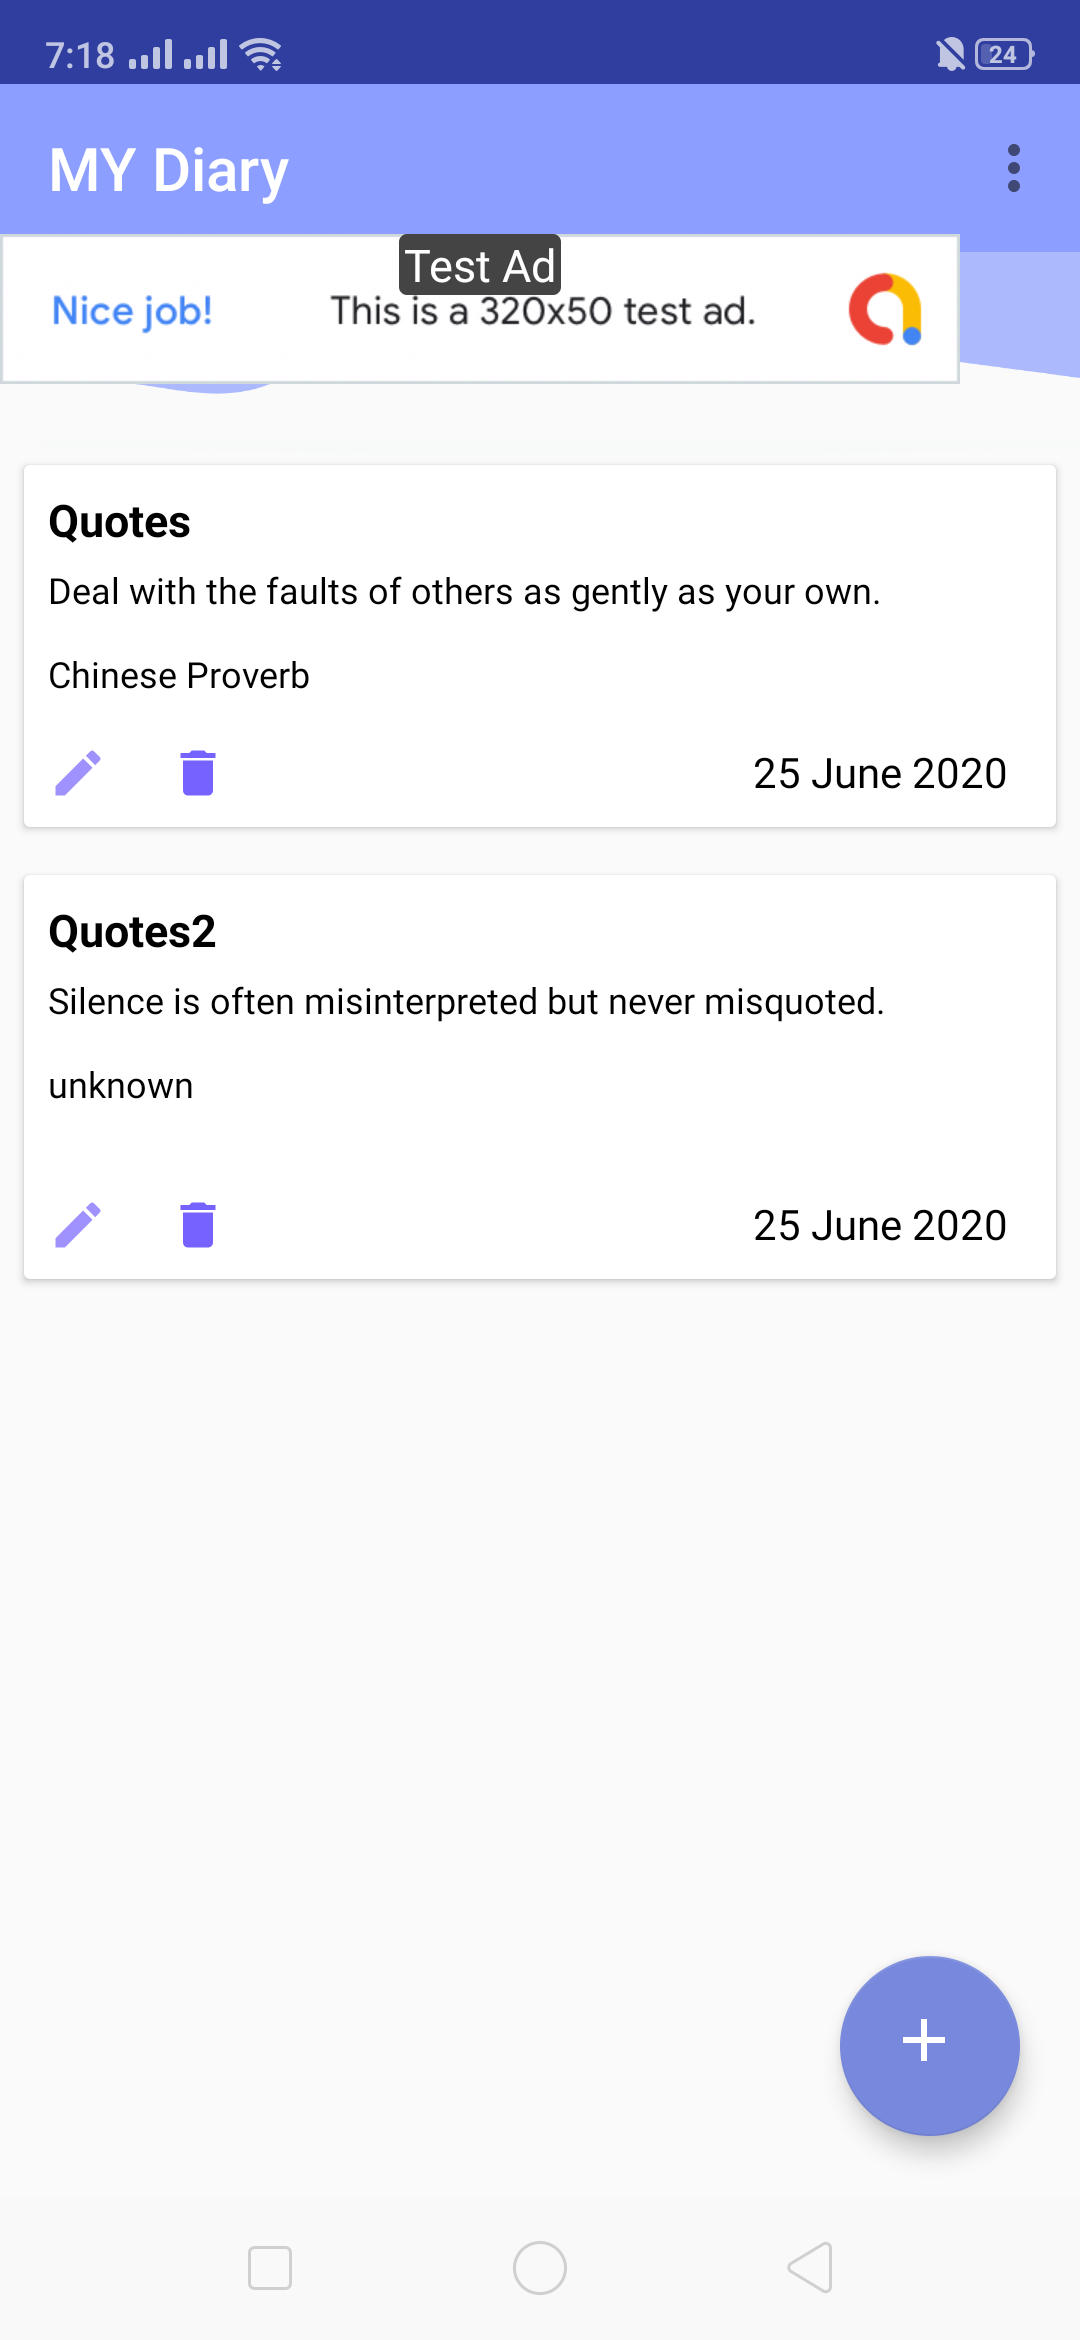 7:18
24
MY Diary
Test Ad
Nice job! This is a 320x50 test ad.
Quotes
Deal with the faults of others as gently as your own.
Chinese Proverb
25 June 2020
Quotes2
Silence is often misinterpreted but never misquoted.
unknown
25 June 2020